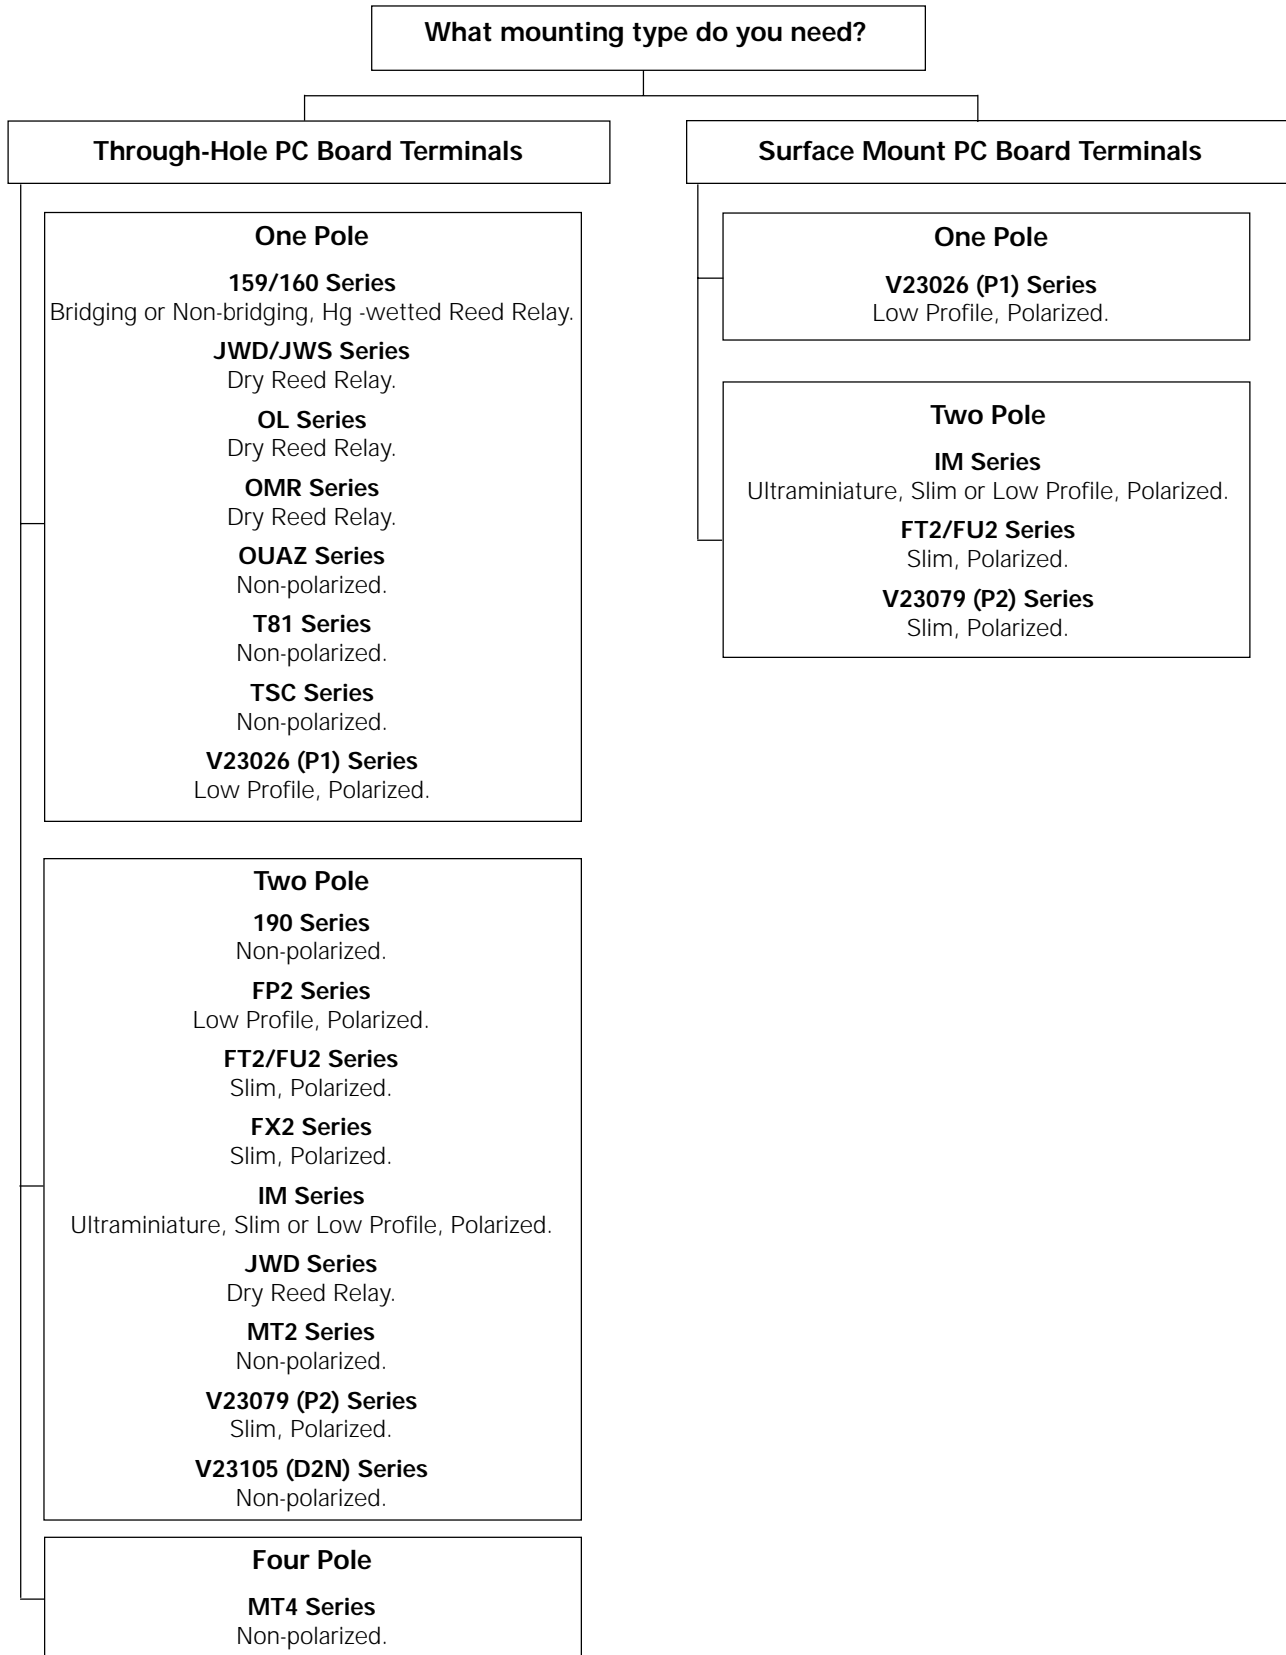 What mounting type do you need?
Through-Hole PC Board Terminals
One Pole
159/160 Series
Bridging or Non-bridging, Hg -wetted Reed Relay.
JWD/JWS Series
Dry Reed Relay.
OL Series
Dry Reed Relay.
OMR Series
Dry Reed Relay.
OUAZ Series
Non-polarized.
T81 Series
Non-polarized.
TSC Series
Non-polarized.
V23026 (P1) Series
Low Profile, Polarized.
Two Pole
190 Series
Non-polarized.
FP2 Series
Low Profile, Polarized.
FT2/FU2 Series
Slim, Polarized.
FX2 Series
Slim, Polarized.
IM Series
Ultraminiature, Slim or Low Profile, Polarized.
JWD Series
Dry Reed Relay.
MT2 Series
Non-polarized.
V23079 (P2) Series
Slim, Polarized.
V23105 (D2N) Series
Non-polarized.
Four Pole
MT4 Series
Non-polarized.
Surface Mount PC Board Terminals
One Pole
V23026 (P1) Series
Low Profile, Polarized.
Two Pole
IM Series
Ultraminiature, Slim or Low Profile, Polarized.
FT2/FU2 Series
Slim, Polarized.
V23079 (P2) Series
Slim, Polarized.